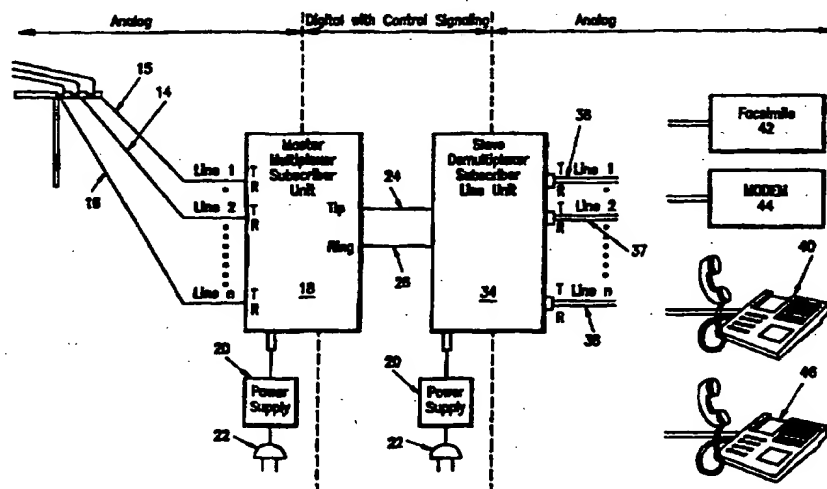 Analog
Digital with Control Signaling
Analog
15
14
16
Line 1
T
R
Line 2
T
R
Line n
T
R
Master
Multiplexer
Subscriber
Unit
Tip
Ring
18
24
26
Slave
Demultiplexer
Subscriber
Line Unit
34
36
T
R
Line 1
T
R
Line 2
37
T
R
Line n
38
Facsimile
42
MODEM
44
40
46
20
Power
Supply
22
20
Power
Supply
22